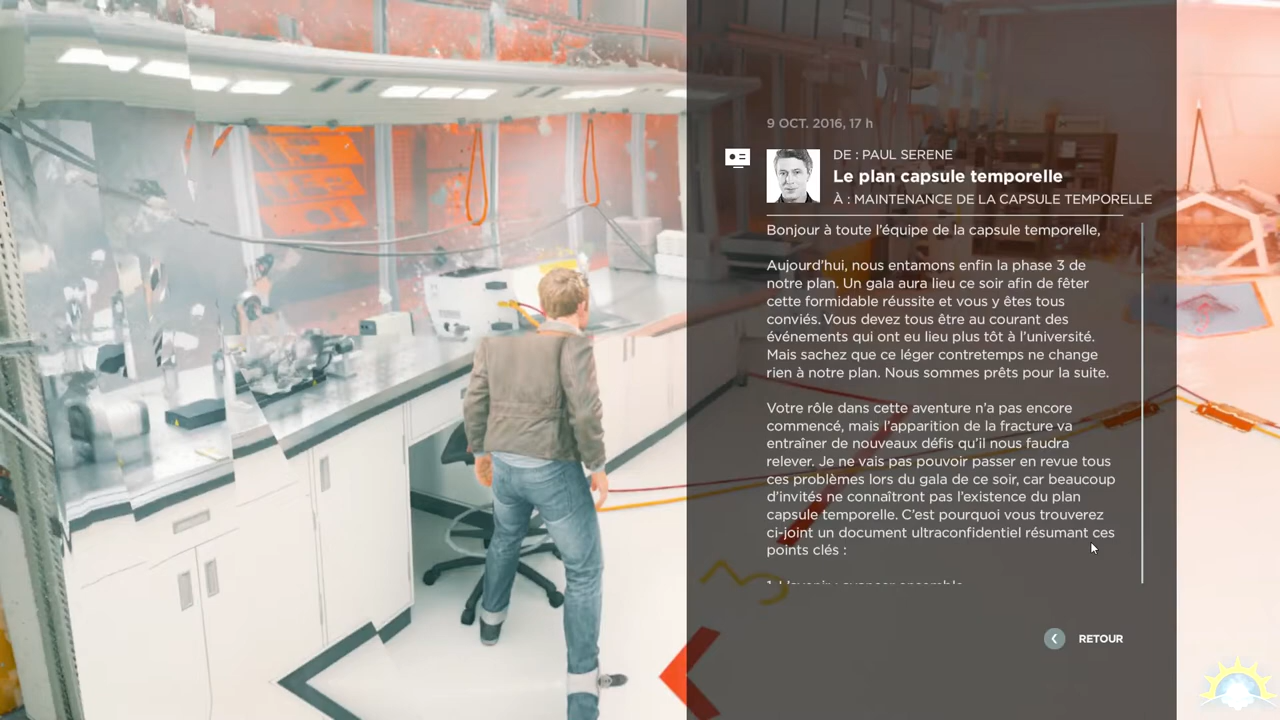 9 OCT. 2016, 17 h
DE : PAUL SERENE
Le plan capsule temporelle
À : MAINTENANCE DE LA CAPSULE TEMPORELLE
Bonjour à toute l'équipe de la capsule temporelle,
Aujourd'hui, nous entamons enfin la phase 3 de
notre plan. Un gala aura lieu ce soir afin de fêter
cette formidable réussite et vous y êtes tous
conviés. Vous devez tous être au courant des
événements qui ont eu lieu plus tôt à l'université.
Mais sachez que ce léger contretemps ne change
rien à notre plan. Nous sommes prêts pour la suite.
Votre rôle dans cette aventure n'a pas encore
commencé, mais l'apparition de la fracture va
entraîner de nouveaux défis qu'il nous faudra
relever. Je ne vais pas pouvoir passer en revue tous
ces problèmes lors du gala de ce soir, car beaucoup
d'invités ne connaîtront pas l'existence du plan
capsule temporelle. C'est pourquoi vous trouverez
ci-joint un document ultraconfidentiel résumant ces
points clés :
RETOUR